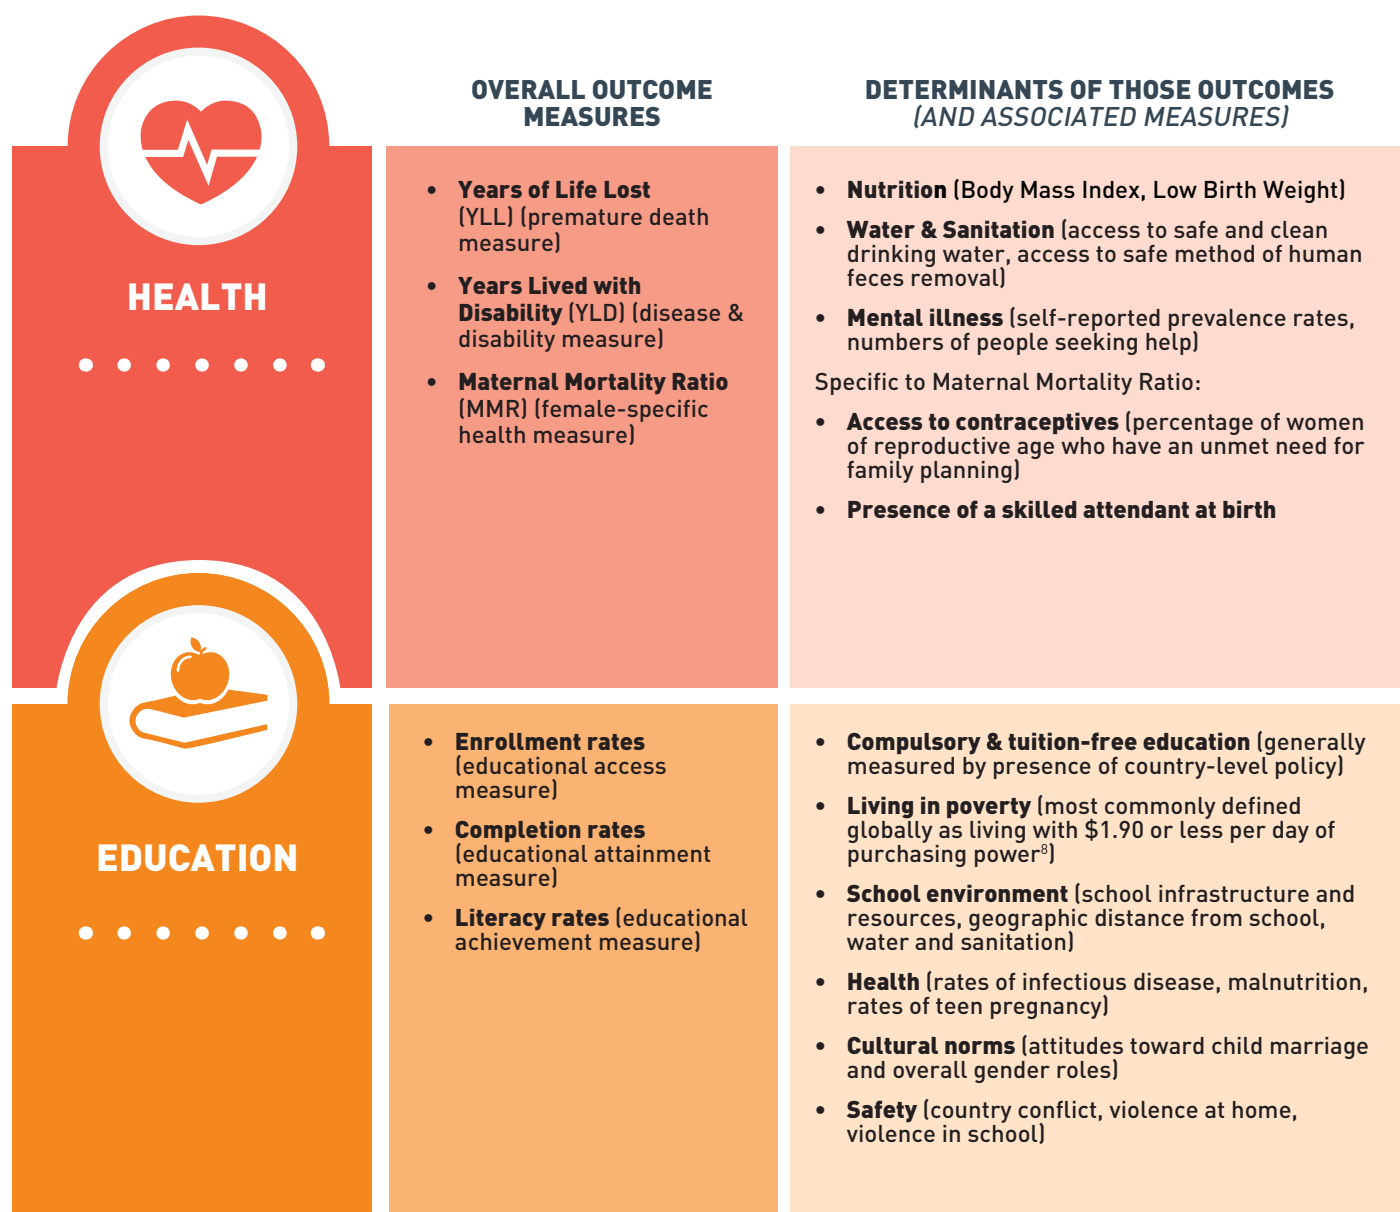 OVERALL OUTCOME
MEASURES
DETERMINANTS OF THOSE OUTCOMES
(AND ASSOCIATED MEASURES)
HEALTH
• Years of Life Lost
(YLL) (premature death
measure)
• Years Lived with
Disability (YLD) (disease &
disability measure)
• Maternal Mortality Ratio
(MMR) (female-specific
health measure)
• Nutrition (Body Mass Index, Low Birth Weight)
• Water & Sanitation (access to safe and clean
drinking water, access to safe method of human
feces removal)
• Mental illness (self-reported prevalence rates,
numbers of people seeking help)
Specific to Maternal Mortality Ratio:
• Access to contraceptives (percentage of women
of reproductive age who have an unmet need for
family planning)
• Presence of a skilled attendant at birth
EDUCATION
• Enrollment rates
(educational access
measure)
• Completion rates
(educational attainment
measure)
• Literacy rates (educational
achievement measure)
• Compulsory & tuition-free education (generally
measured by presence of country-level policy)
• Living in poverty (most commonly defined
globally as living with $1.90 or less per day of
purchasing power⁸)
• School environment (school infrastructure and
resources, geographic distance from school,
water and sanitation)
• Health (rates of infectious disease, malnutrition,
rates of teen pregnancy)
• Cultural norms (attitudes toward child marriage
and overall gender roles)
• Safety (country conflict, violence at home,
violence in school)